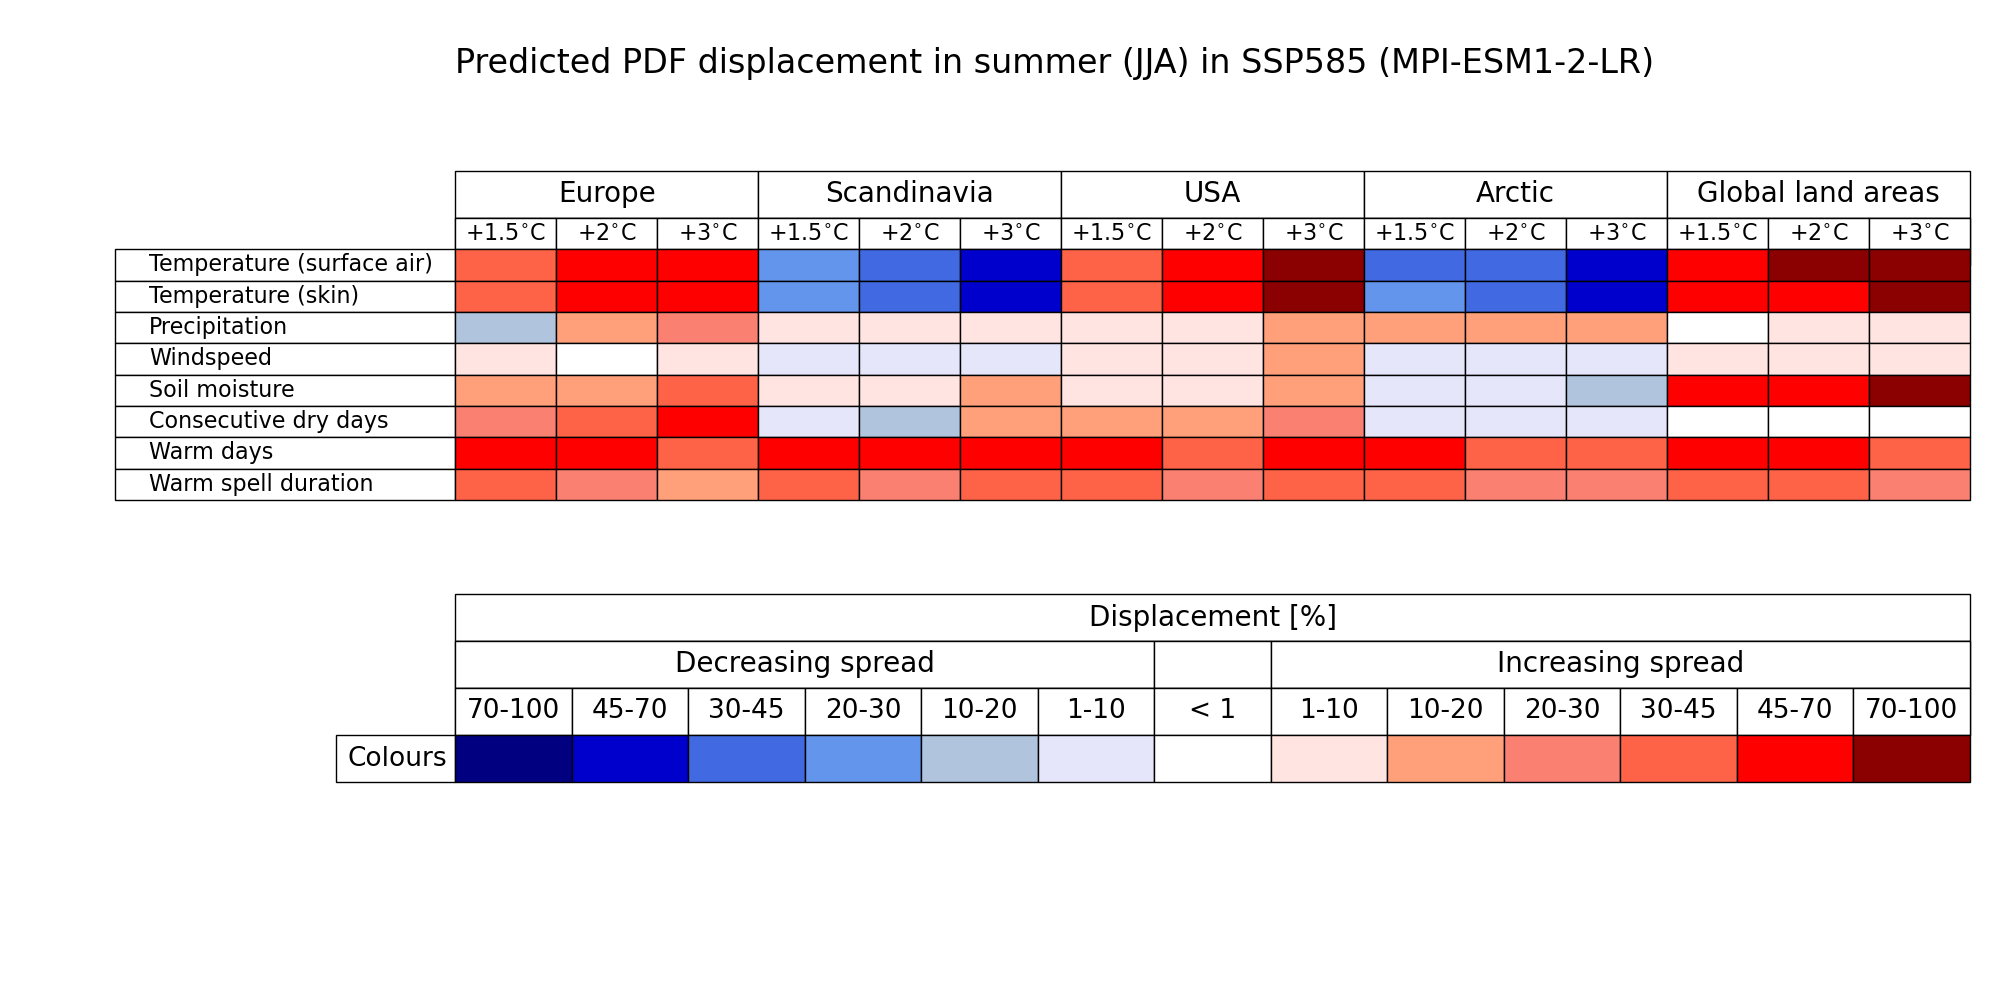 Predicted PDF displacement in summer (JJA) in SSP585 (MPI-ESM1-2-LR)
Europe Scandinavia USA Arctic Global land areas
+1.5°C +2°C +3°C +1.5°C +2°C +3°C +1.5°C +2°C +3°C +1.5°C +2°C +3°C +1.5°C +2°C +3°C
Temperature (surface air)
Temperature (skin)
Precipitation
Windspeed
Soil moisture
Consecutive dry days
Warm days
Warm spell duration
Displacement [%]
Decreasing spread Increasing spread
70-100 45-70 30-45 20-30 10-20 1-10 < 1 1-10 10-20 20-30 30-45 45-70 70-100
Colours